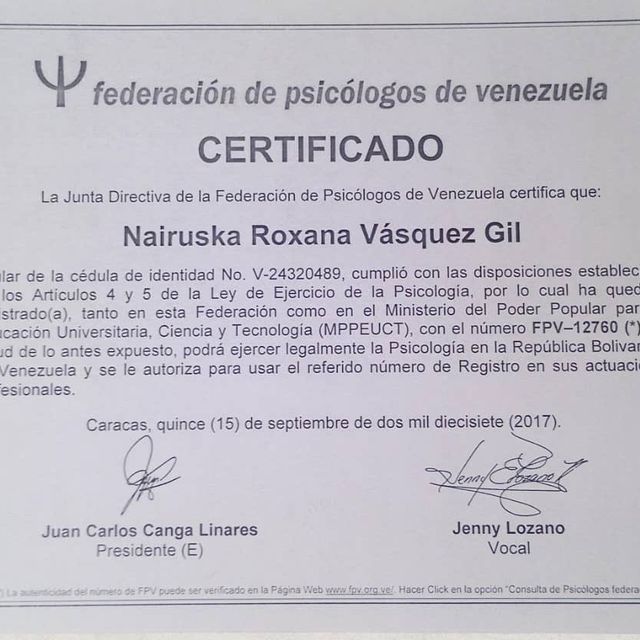 federación de psicólogos de venezuela
CERTIFICADO
La Junta Directiva de la Federación de Psicólogos de Venezuela certifica que:
Nairuska Roxana Vásquez Gil
ular de la cédula de identidad No. V-24320489, cumplió con las disposiciones establec
los Artículos 4 y 5 de la Ley de Ejercicio de la Psicología, por lo cual ha qued
istrado(a), tanto en esta Federación como en el Ministerio del Poder Popular par
ucación Universitaria, Ciencia y Tecnología (MPPEUCT), con el número FPV–12760 (*)
ud de lo antes expuesto, podrá ejercer legalmente la Psicología en la República Bolivar
Venezuela y se le autoriza para usar el referido número de Registro en sus actuaci
fesionales.
Caracas, quince (15) de septiembre de dos mil diecisiete (2017).
Juan Carlos Canga Linares
Presidente (E)
Jenny Lozano
Vocal
*) La autenticidad del número de FPV puede ser verificado en la Página Web www.fpv.org.ve/. Hacer Click en la opción "Consulta de Psicólogos federa